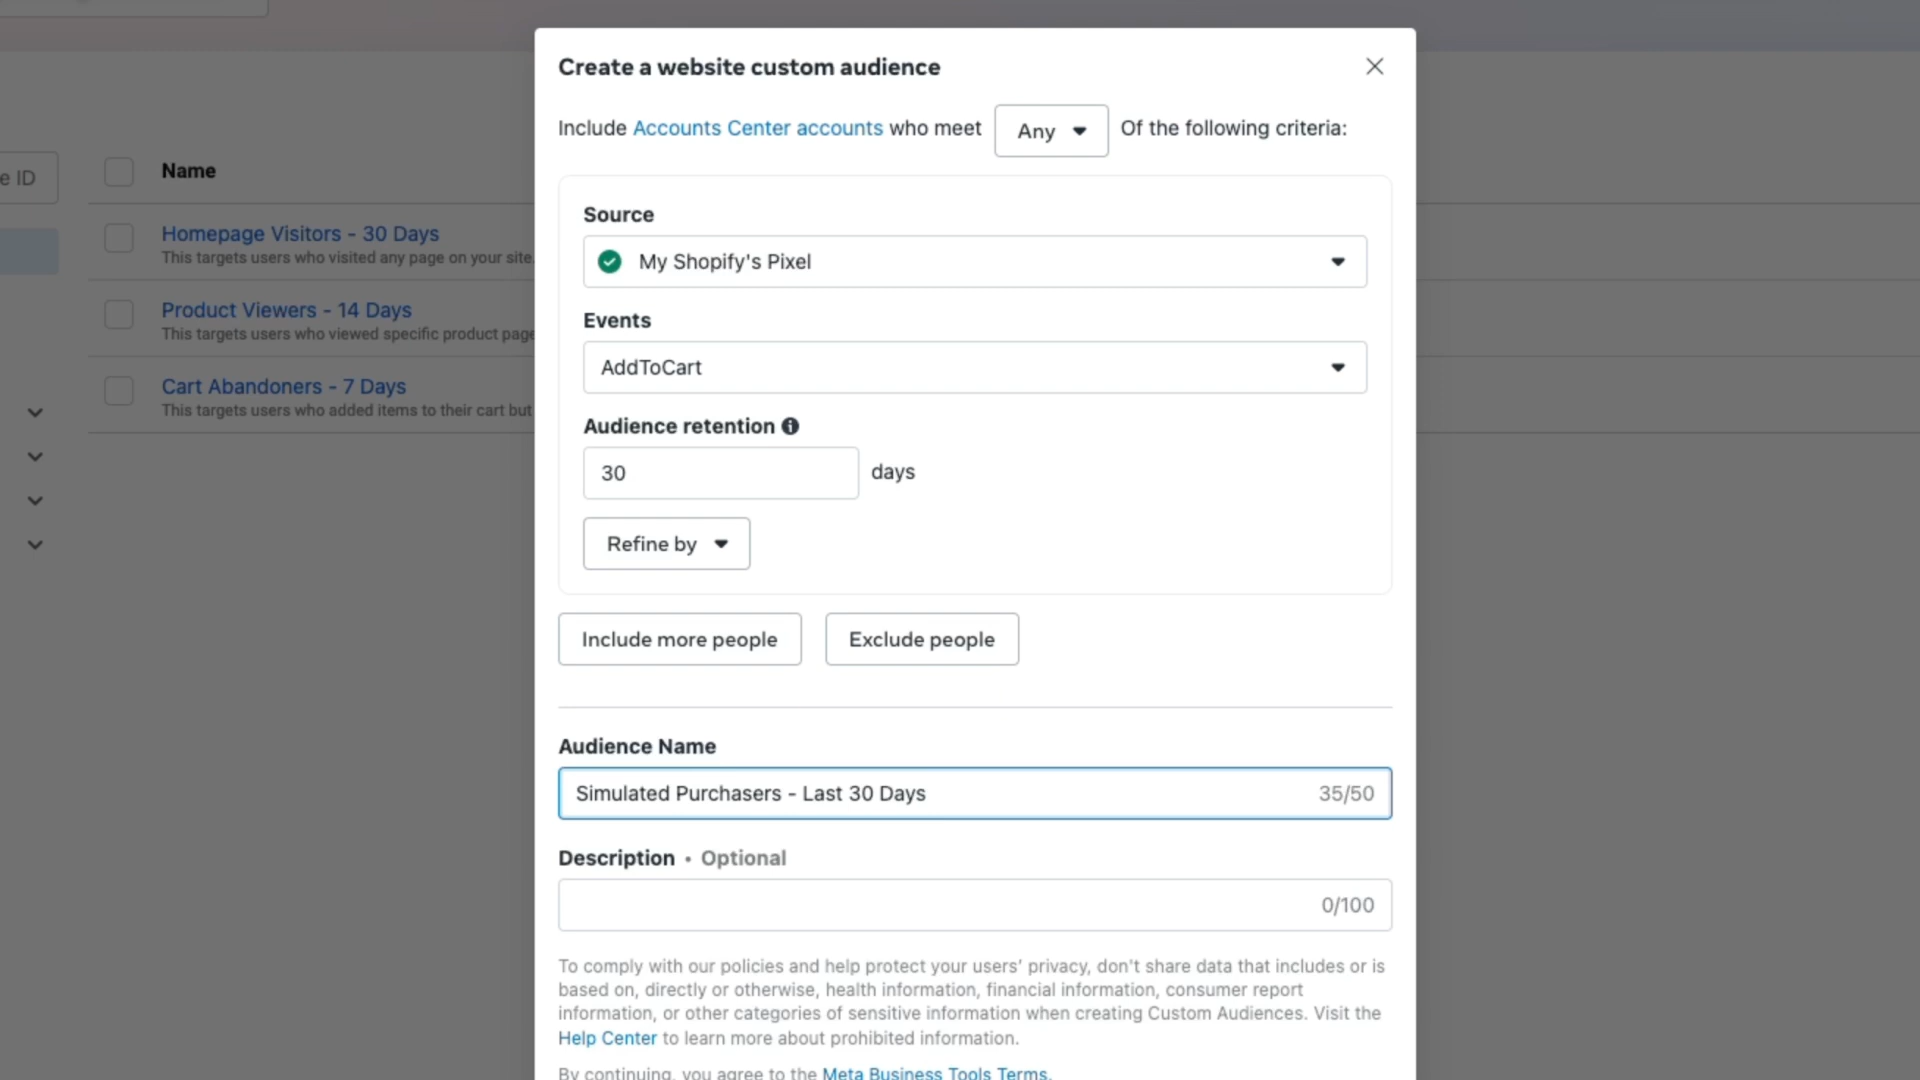 Create a website custom audience
Include Accounts Center accounts who meet Any Of the following criteria:
e ID
Name
Homepage Visitors - 30 Days
This targets users who visited any page on your site.
Product Viewers - 14 Days
This targets users who viewed specific product page
Cart Abandoners - 7 Days
This targets users who added items to their cart but
Source
My Shopify's Pixel
Events
AddToCart
Audience retention
30 days
Refine by
Include more people Exclude people
Audience Name
Simulated Purchasers - Last 30 Days 35/50
Description • Optional
0/100
To comply with our policies and help protect your users' privacy, don't share data that includes or is
based on, directly or otherwise, health information, financial information, consumer report
information, or other categories of sensitive information when creating Custom Audiences. Visit the
Help Center to learn more about prohibited information.
By continuing, you agree to the Meta Business Tools Terms.